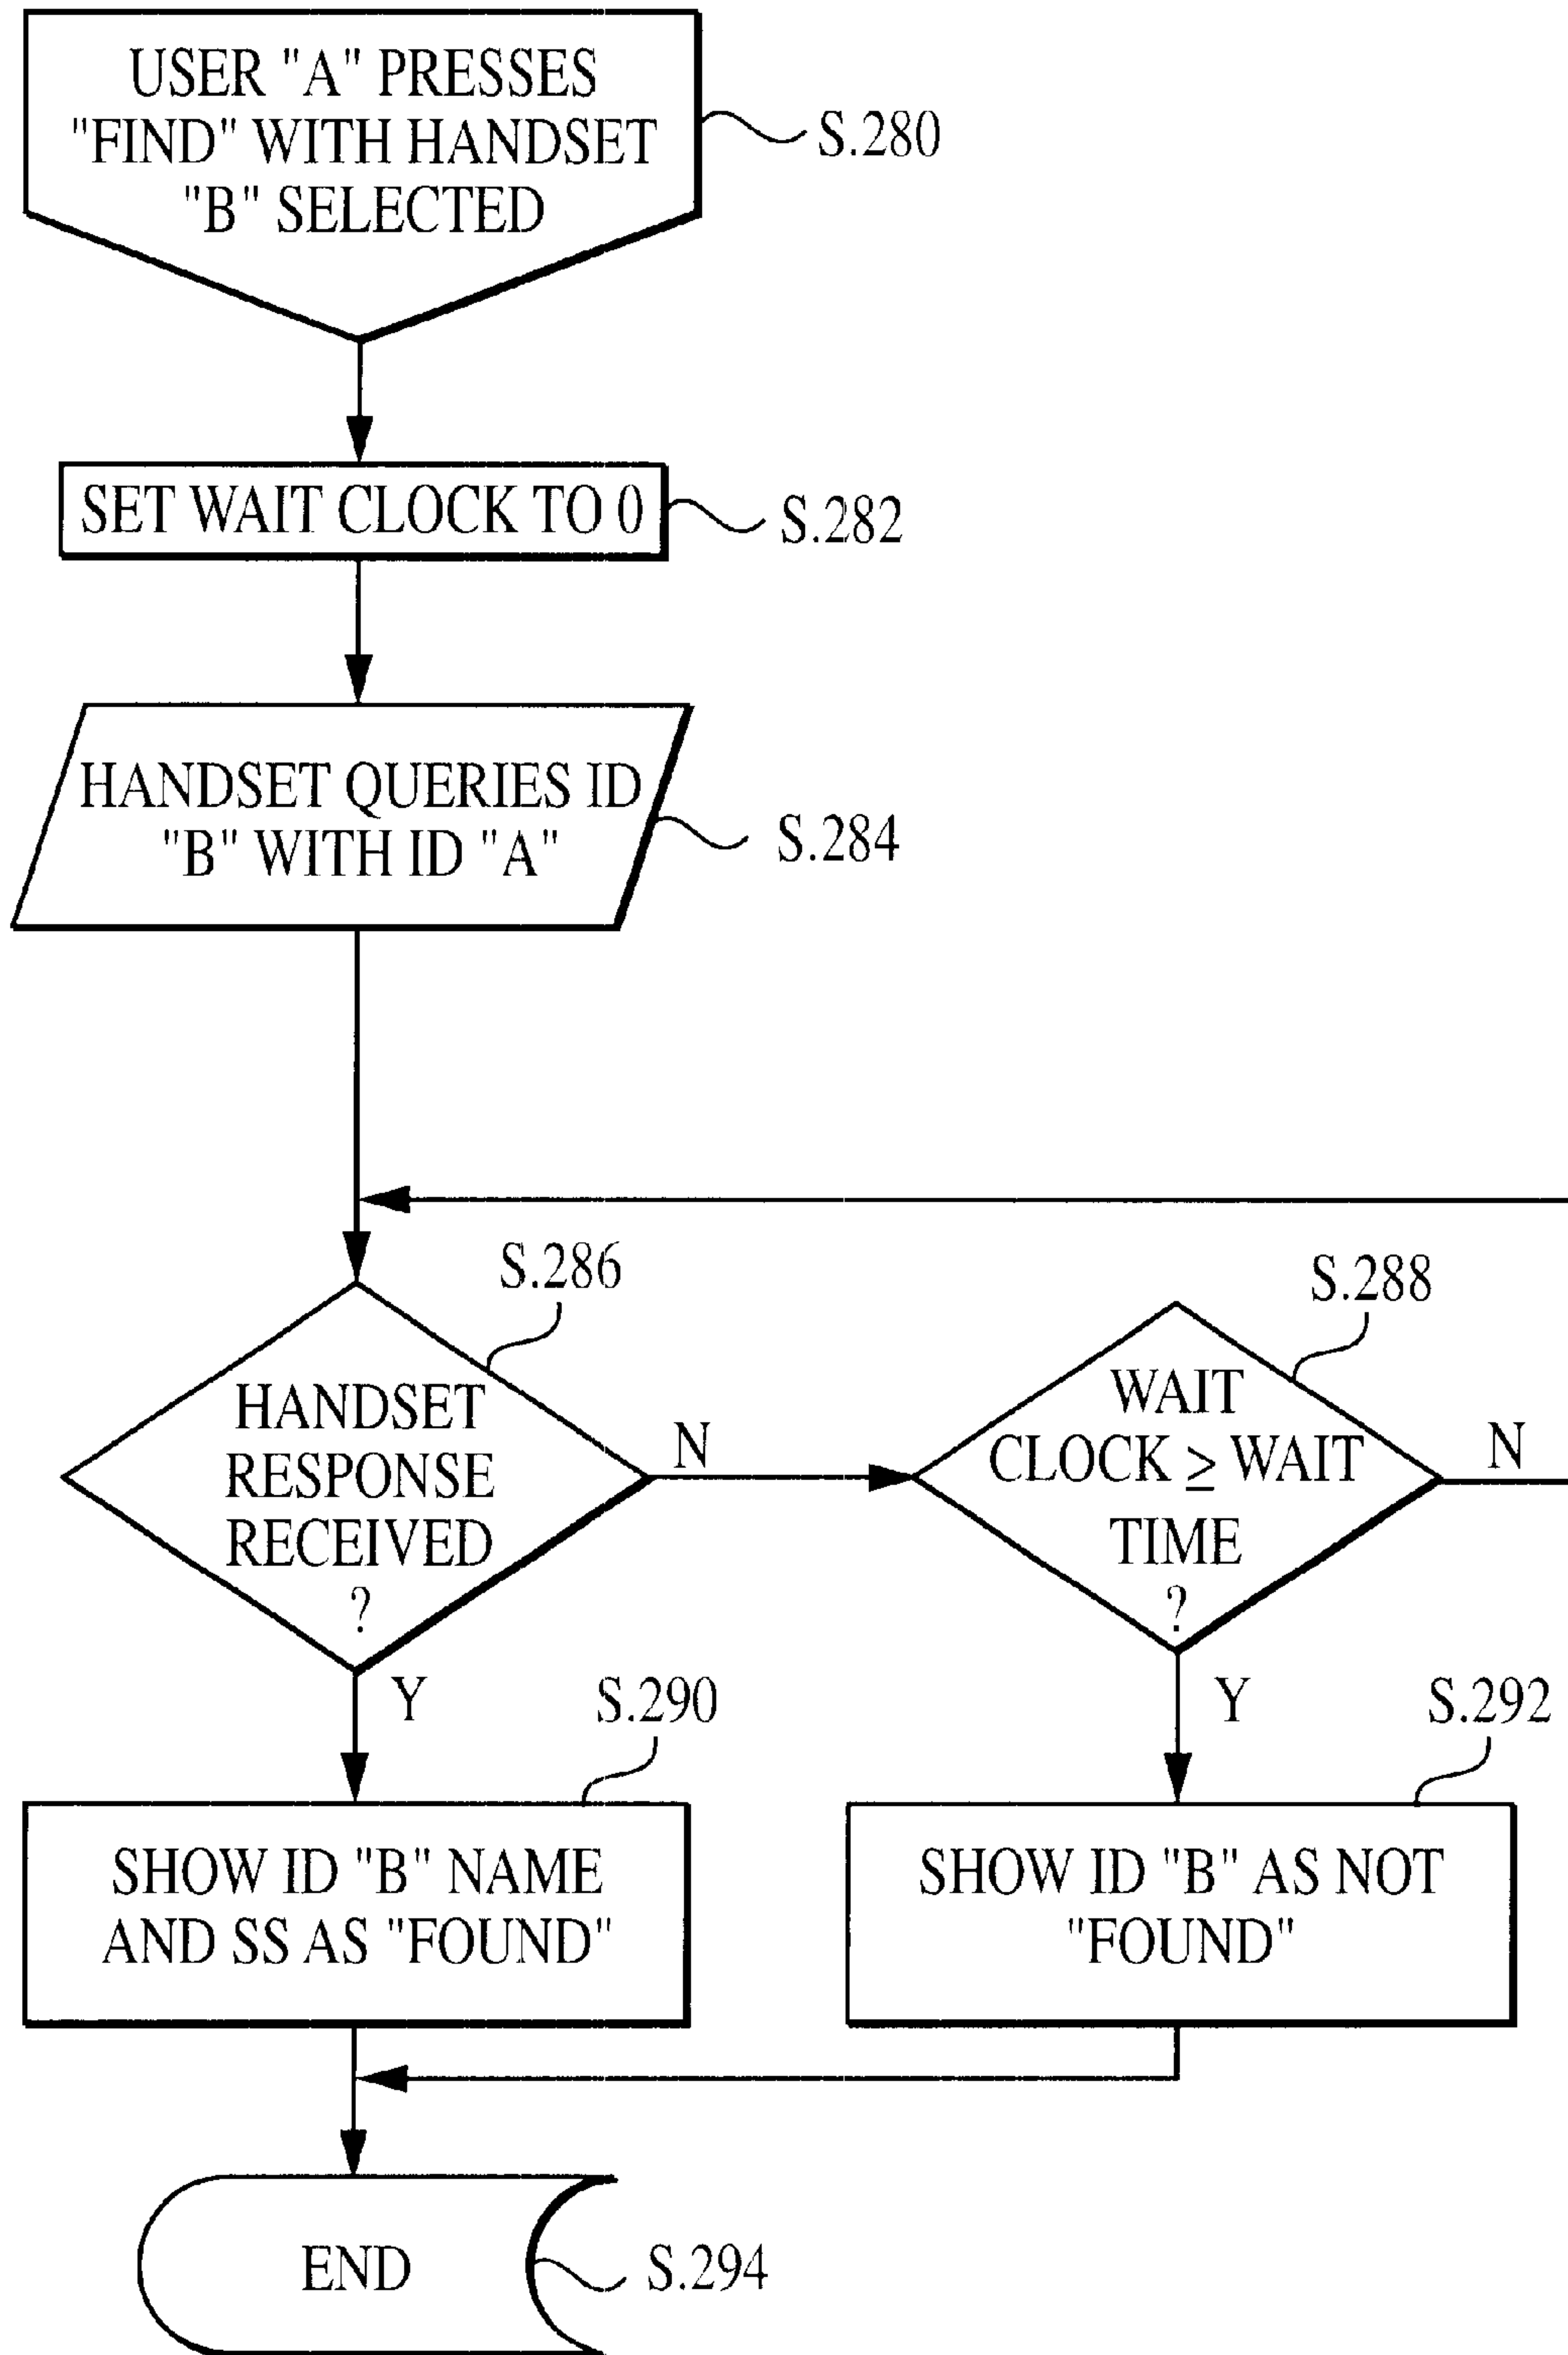 USER "A" PRESSES
"FIND" WITH HANDSET
"B" SELECTED
S.280
SET WAIT CLOCK TO 0
S.282
HANDSET QUERIES ID
"B" WITH ID "A"
S.284
S.286
HANDSET
RESPONSE
RECEIVED
?
N
Y
S.288
WAIT
CLOCK ≥ WAIT
TIME
?
N
Y
S.290
SHOW ID "B" NAME
AND SS AS "FOUND"
S.292
SHOW ID "B" AS NOT
"FOUND"
END
S.294